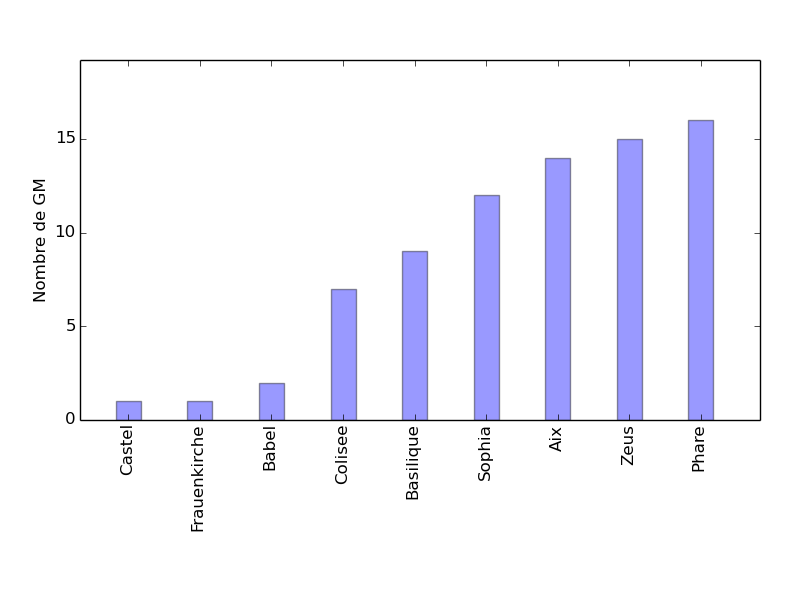 Nombre de GM
15
10
5
0
Castel
Frauenkirche
Babel
Colisee
Basilique
Sophia
Aix
Zeus
Phare